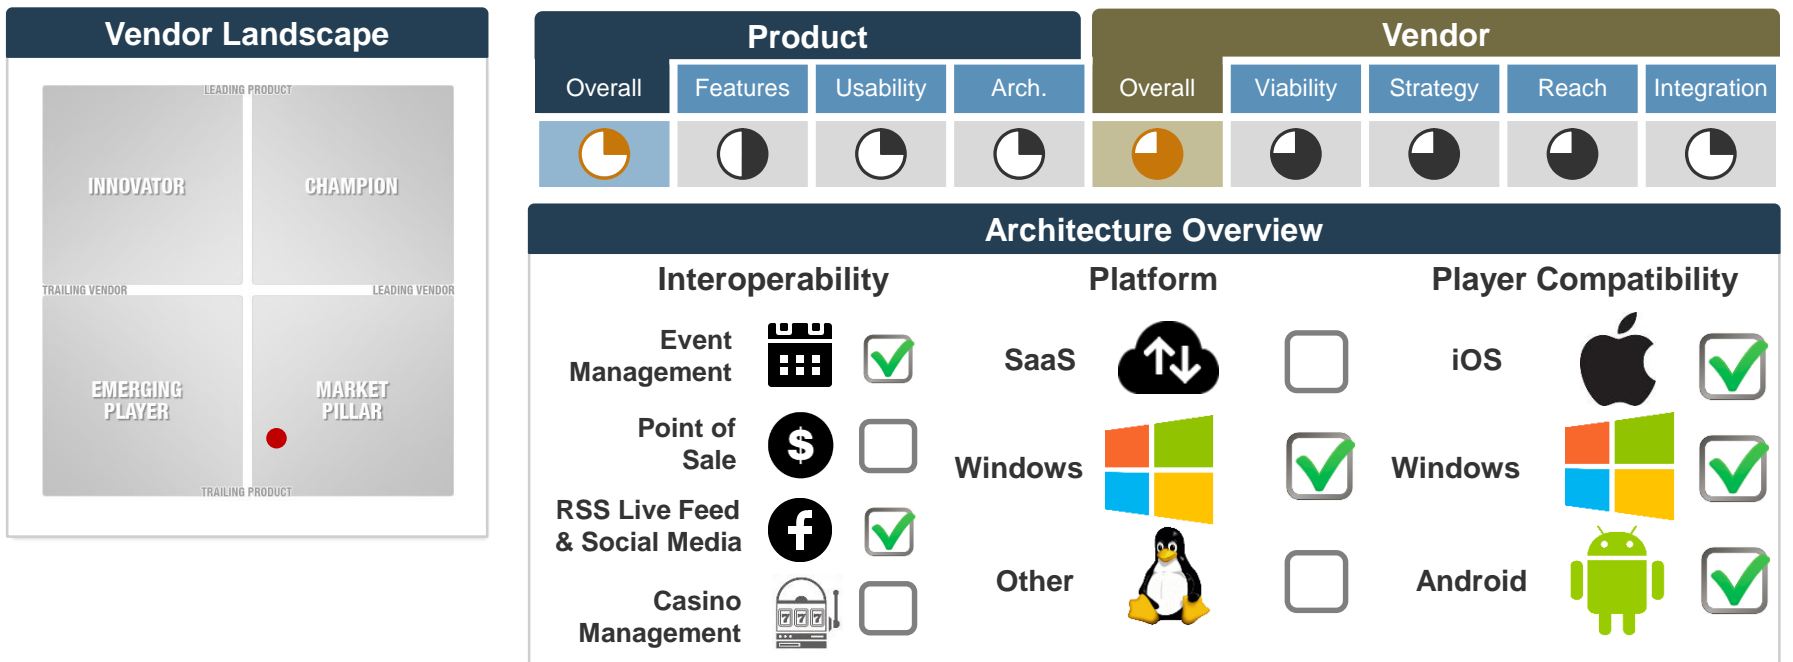 Vendor Landscape
LEADING PRODUCT
INNOVATOR
CHAMPION
TRAILING VENDOR
LEADING VENDOR
EMERGING
PLAYER
MARKET
PILLAR
TRAILING PRODUCT
Product
Vendor
Overall
Features
Usability
Arch.
Overall
Viability
Strategy
Reach
Integration
Architecture Overview
Interoperability
Event
Management
Point of
Sale
$
RSS Live Feed
& Social Media
f
Casino
Management
777
Platform
SaaS
Windows
Other
Player Compatibility
iOS
Windows
Android